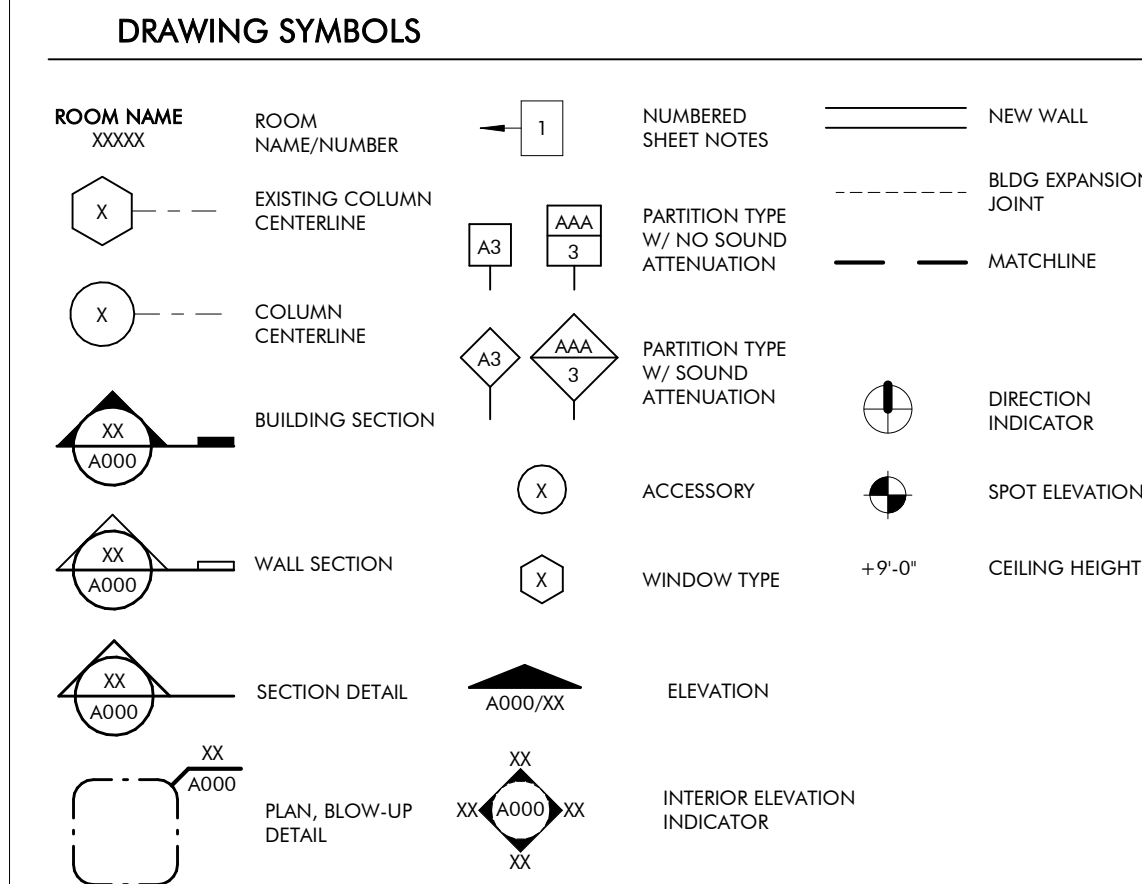 DRAWING SYMBOLS
ROOM NAME
XXXXX
ROOM
NAME/NUMBER
X
EXISTING COLUMN
CENTERLINE
X
COLUMN
CENTERLINE
XX
A000
BUILDING SECTION
XX
A000
WALL SECTION
XX
A000
SECTION DETAIL
XX
A000
PLAN, BLOW-UP
DETAIL
1
NUMBERED
SHEET NOTES
A3
AAA
3
PARTITION TYPE
W/ NO SOUND
ATTENUATION
A3
AAA
3
PARTITION TYPE
W/ SOUND
ATTENUATION
X
ACCESSORY
X
WINDOW TYPE
A000/XX
ELEVATION
XX
XX A000 XX
XX
INTERIOR ELEVATION
INDICATOR
NEW WALL
BLDG EXPANSION
JOINT
MATCHLINE
DIRECTION
INDICATOR
SPOT ELEVATION
+9'-0"
CEILING HEIGHT